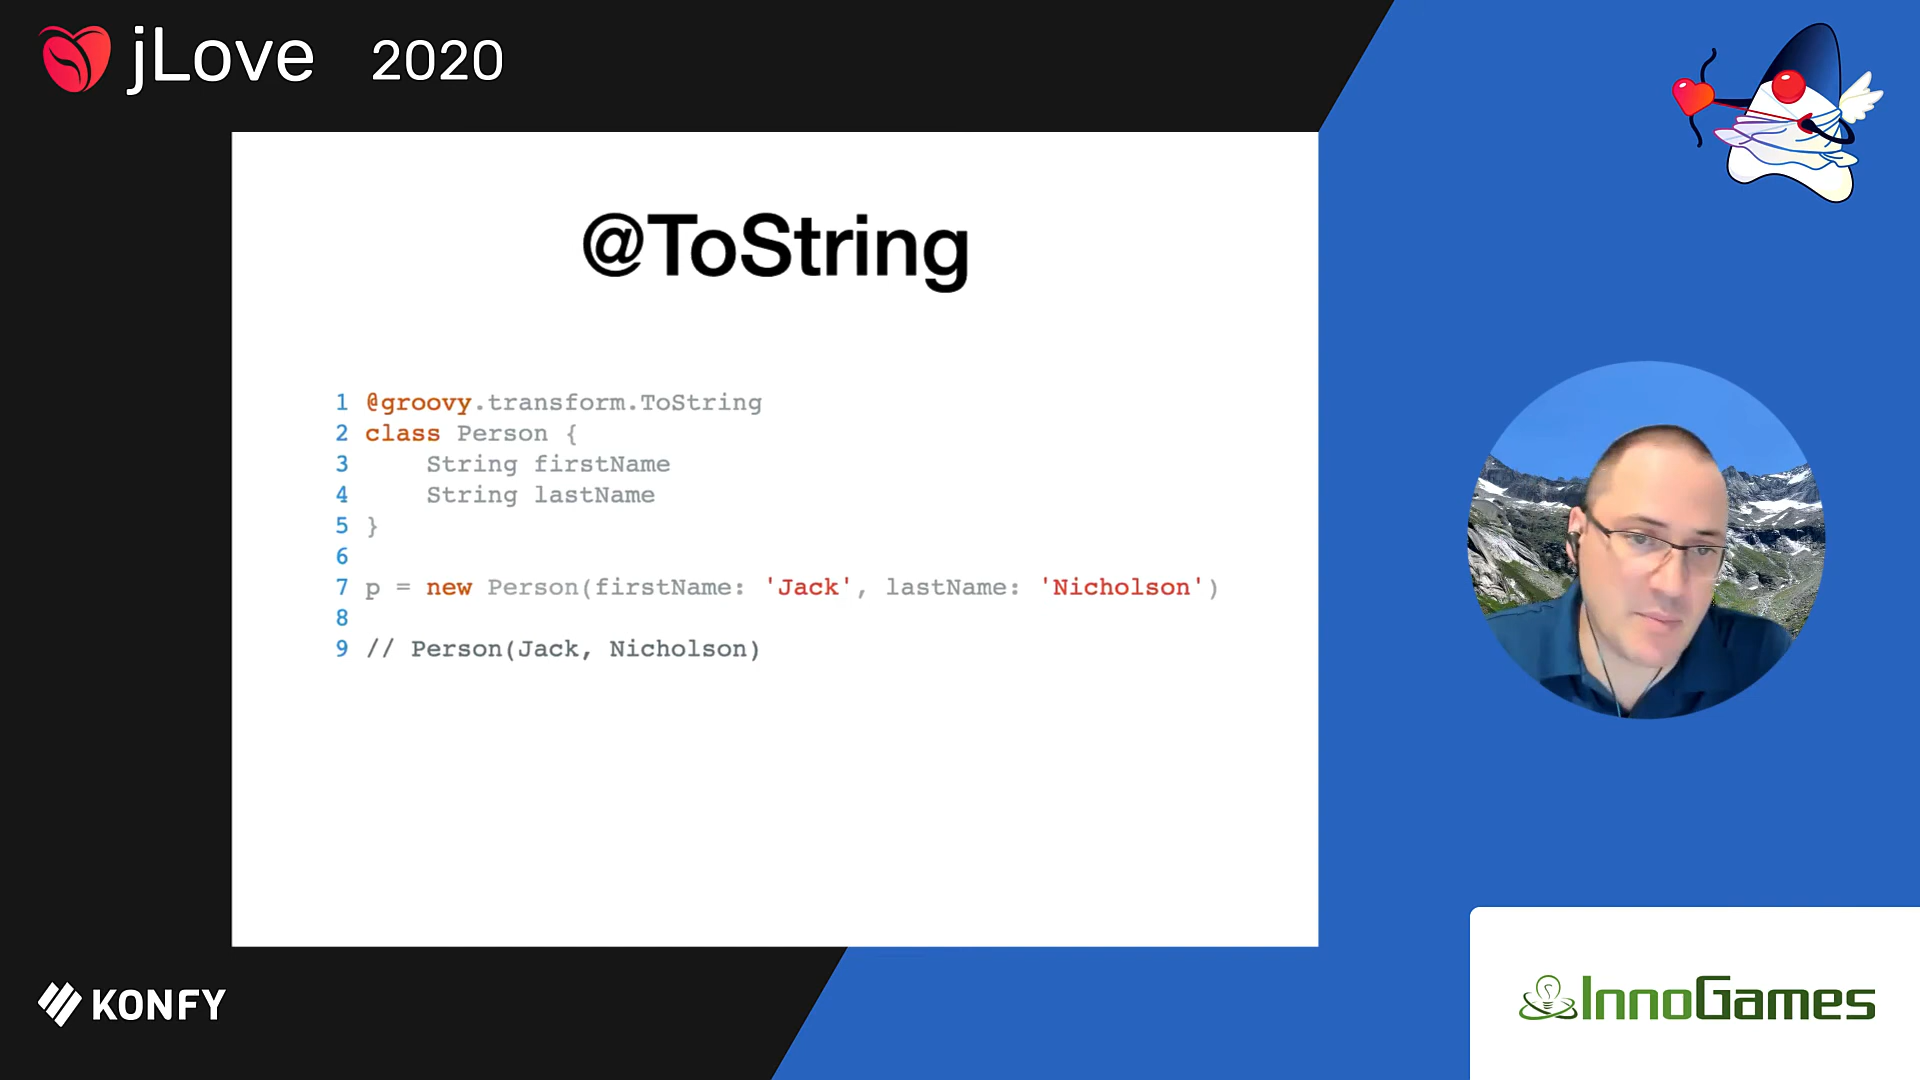 jLove 2020
@ToString
1 @groovy.transform.ToString
2 class Person {
3 String firstName
4 String lastName
5 }
6
7 p = new Person(firstName: 'Jack', lastName: 'Nicholson')
8
9 // Person(Jack, Nicholson)
KONFY
InnoGames